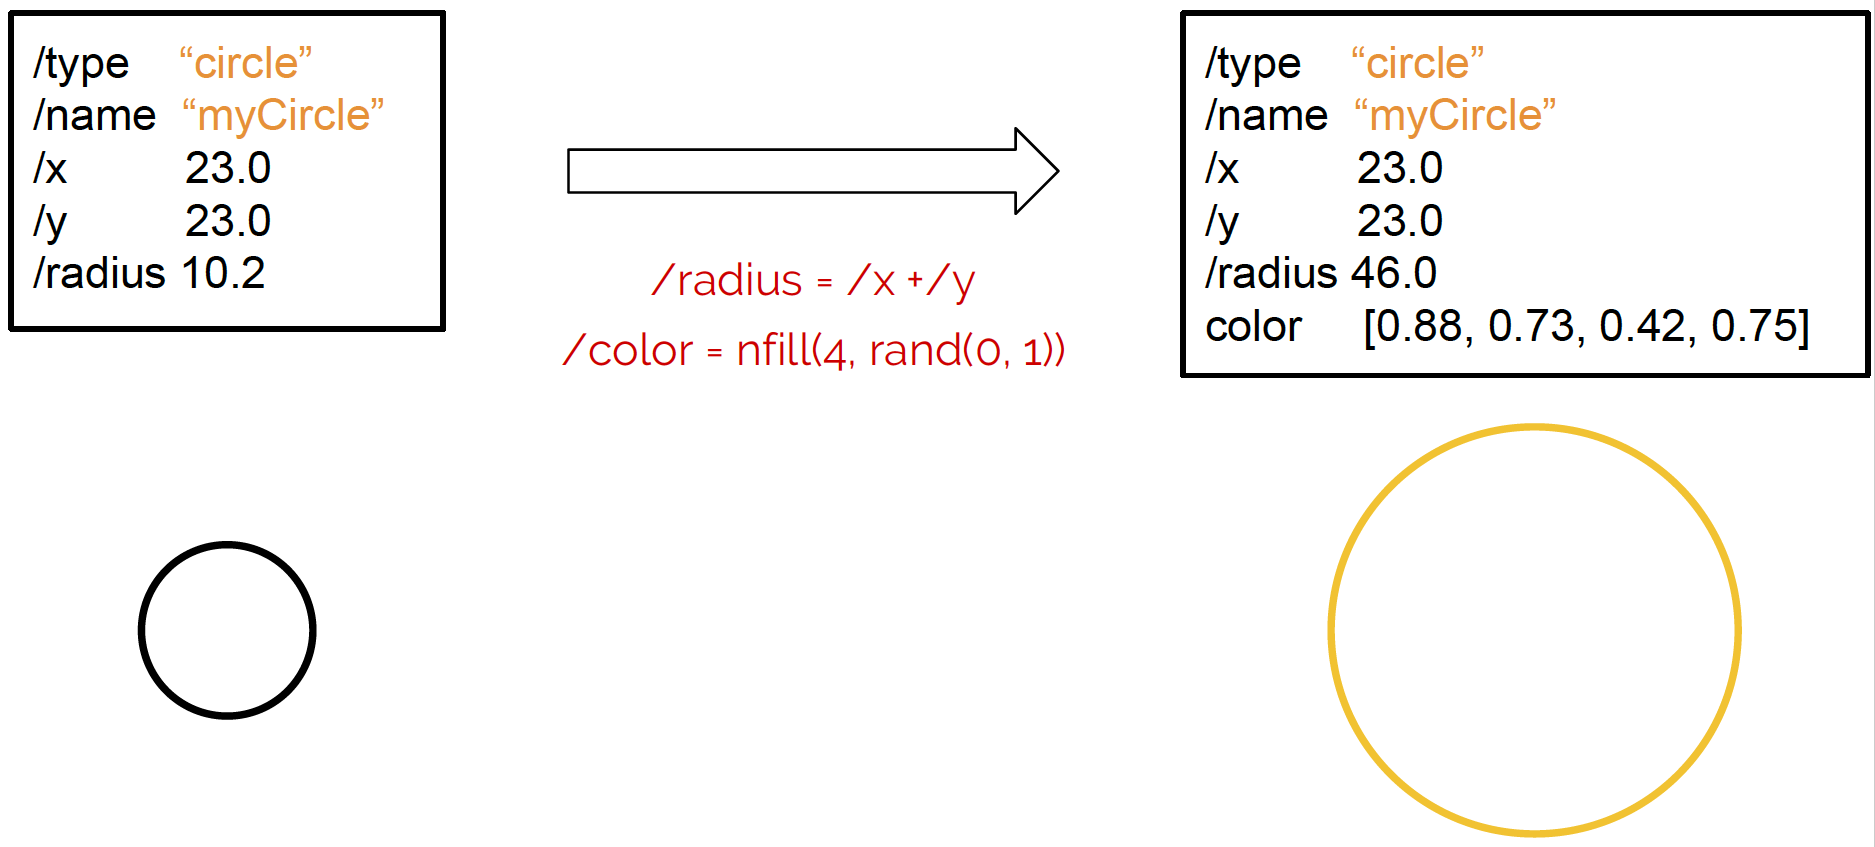 /type “circle”
/name “myCircle”
/x 23.0
/y 23.0
/radius 10.2
/radius = /x +/y
/color = nfill(4, rand(0, 1))
/type “circle”
/name “myCircle”
/x 23.0
/y 23.0
/radius 46.0
color [0.88, 0.73, 0.42, 0.75]